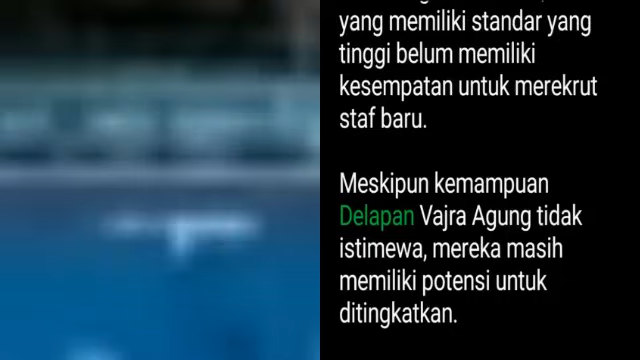 yang memiliki standar yang
tinggi belum memiliki
kesempatan untuk merekrut
staf baru.
Meskipun kemampuan
Delapan Vajra Agung tidak
istimewa, mereka masih
memiliki potensi untuk
ditingkatkan.